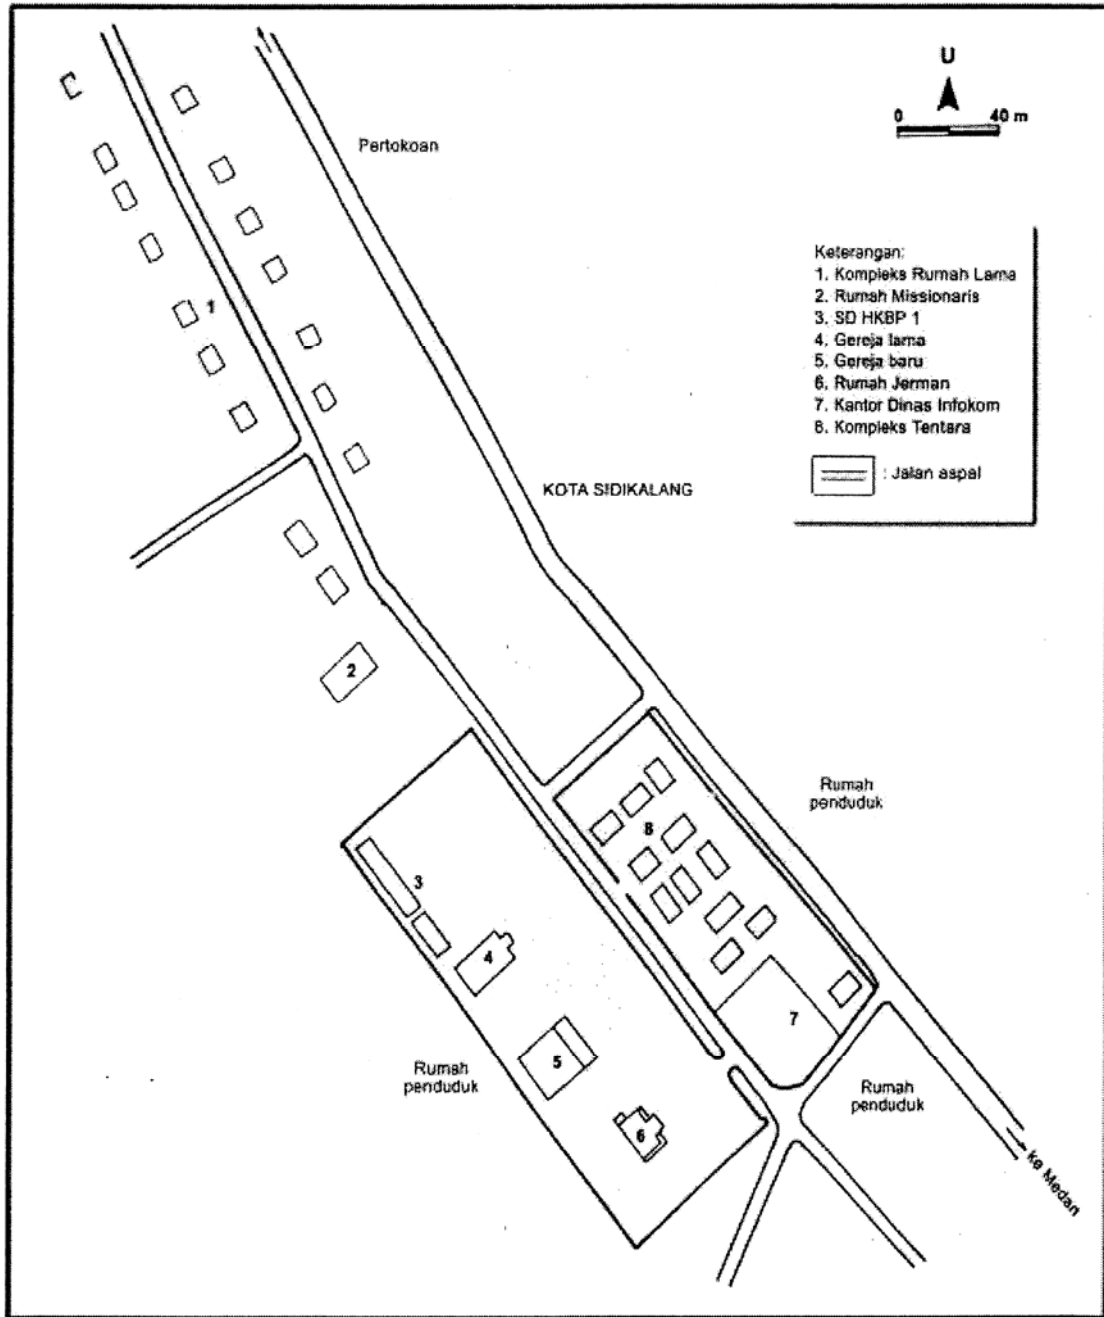 U
0 40 m
Pertokoan
Keterangan:
1. Kompleks Rumah Lama
2. Rumah Missionaris
3. SD HKBP 1
4. Gereja lama
5. Gereja baru
6. Rumah Jerman
7. Kantor Dinas Infokom
8. Kompleks Tentara
: Jalan aspal
1
KOTA SIDIKALANG
2
Rumah
penduduk
8
3
4
7
5
Rumah
penduduk
Rumah
penduduk
6
ke Medan